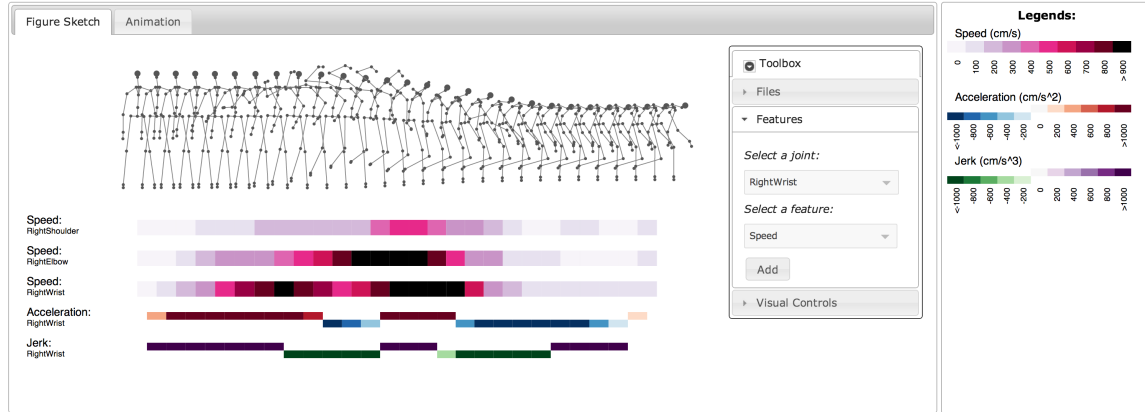 Figure Sketch
Animation
Toolbox
Files
Features
Select a joint:
RightWrist
Select a feature:
Speed
Add
Visual Controls
Speed:
RightShoulder
Speed:
RightElbow
Speed:
RightWrist
Acceleration:
RightWrist
Jerk:
RightWrist
Legends:
Speed (cm/s)
0 100 200 300 400 500 600 700 800 >900
Acceleration (cm/s^2)
<-1000 -800 -600 -400 -200 0 200 400 600 800 >1000
Jerk (cm/s^3)
<-1000 -800 -600 -400 -200 0 200 400 600 800 >1000